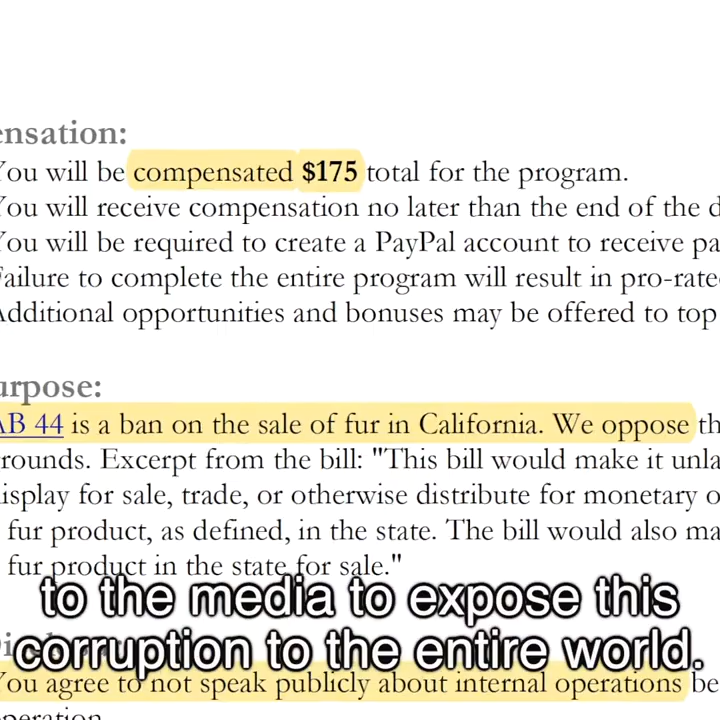 ensation:
You will be compensated $175 total for the program.
You will receive compensation no later than the end of the d
You will be required to create a PayPal account to receive pa
Failure to complete the entire program will result in pro-rate
Additional opportunities and bonuses may be offered to top
urpose:
AB 44 is a ban on the sale of fur in California. We oppose th
rounds. Excerpt from the bill: "This bill would make it unla
isplay for sale, trade, or otherwise distribute for monetary o
fur product, as defined, in the state. The bill would also ma
fur product in the state for sale."
to the media to expose this
corruption to the entire world.
You agree to not speak publicly about internal operations be
operation